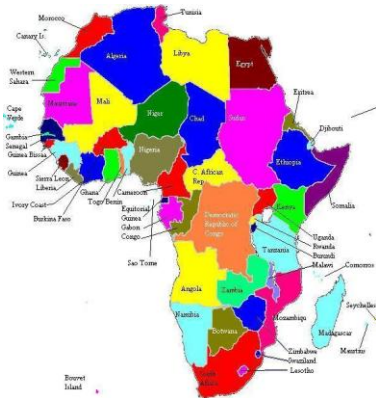 Morocco
Tunisia
Canary Is.
Algeria
Libya
Egypt
Western
Sahara
Mauritania
Mali
Niger
Chad
Sudan
Eritrea
Cape
Verde
Gambia
Senegal
Guinea Bissau
Guinea
Sierra Leon
Liberia
Ivory Coast
Burkina Faso
Ghana
Togo
Benin
Nigeria
Cameroon
C. African
Rep.
Djibouti
Ethiopia
Somalia
Equitorial
Guinea
Gabon
Congo
Sao Tome
Democratic
Republic of
Congo
Kenya
Uganda
Rwanda
Burundi
Tanzania
Malawi
Comoros
Seychelles
Angola
Zambia
Mozambiqu
Madagascar
Mauritius
Namibia
Botswana
Zimbabwe
Swaziland
Lesotho
South
Africa
Bouvet
Island